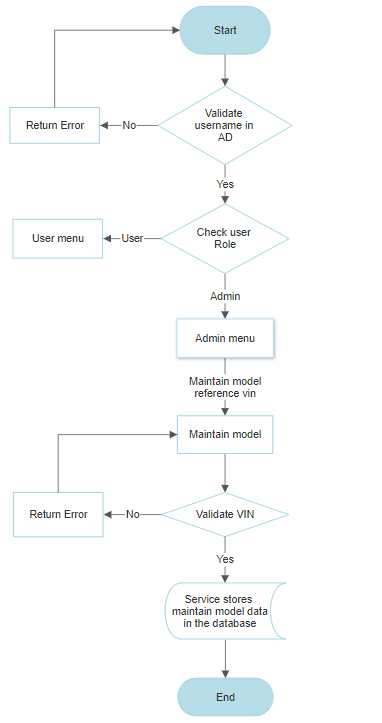 Start
Validate
username in
AD
No
Return Error
Yes
Check user
Role
User
User menu
Admin
Admin menu
Maintain model
reference vin
Maintain model
Validate VIN
No
Return Error
Yes
Service stores
maintain model data
in the database
End